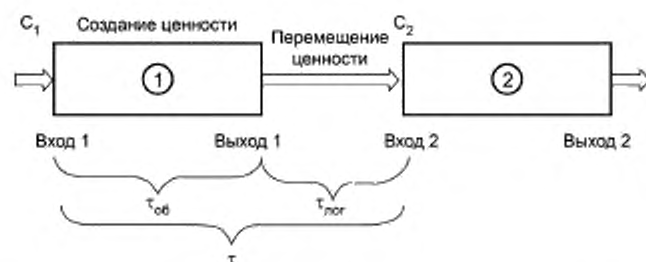 C1 Создание ценности
Перемещение
ценности
C2
1
2
Вход 1
Выход 1
Вход 2
Выход 2
τоб
τлог
τ